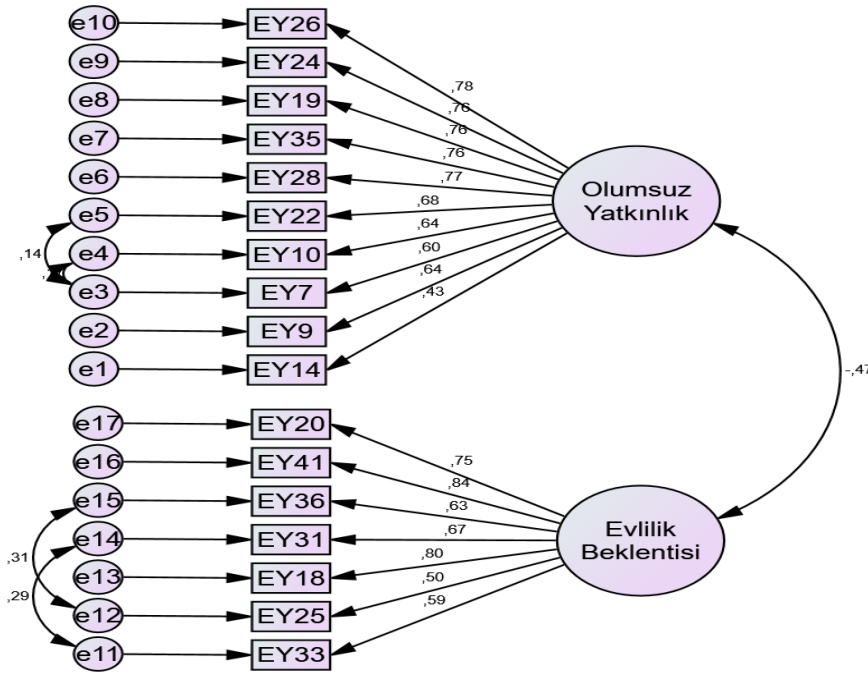 e10 EY26
e9 EY24
,78
e8 EY19
,76
,76
e7 EY35
,76
e6 EY28
,77
Olumsuz
Yatkınlık
e5 EY22
,68
,14
e4 EY10
,64
,60
e3 EY7
,64
e2 EY9
,43
e1 EY14
-,47
e17 EY20
,75
e16 EY41
,84
e15 EY36
,63
,67
e14 EY31
Evlilik
Beklentisi
,31
,80
e13 EY18
,50
,29
e12 EY25
,59
e11 EY33